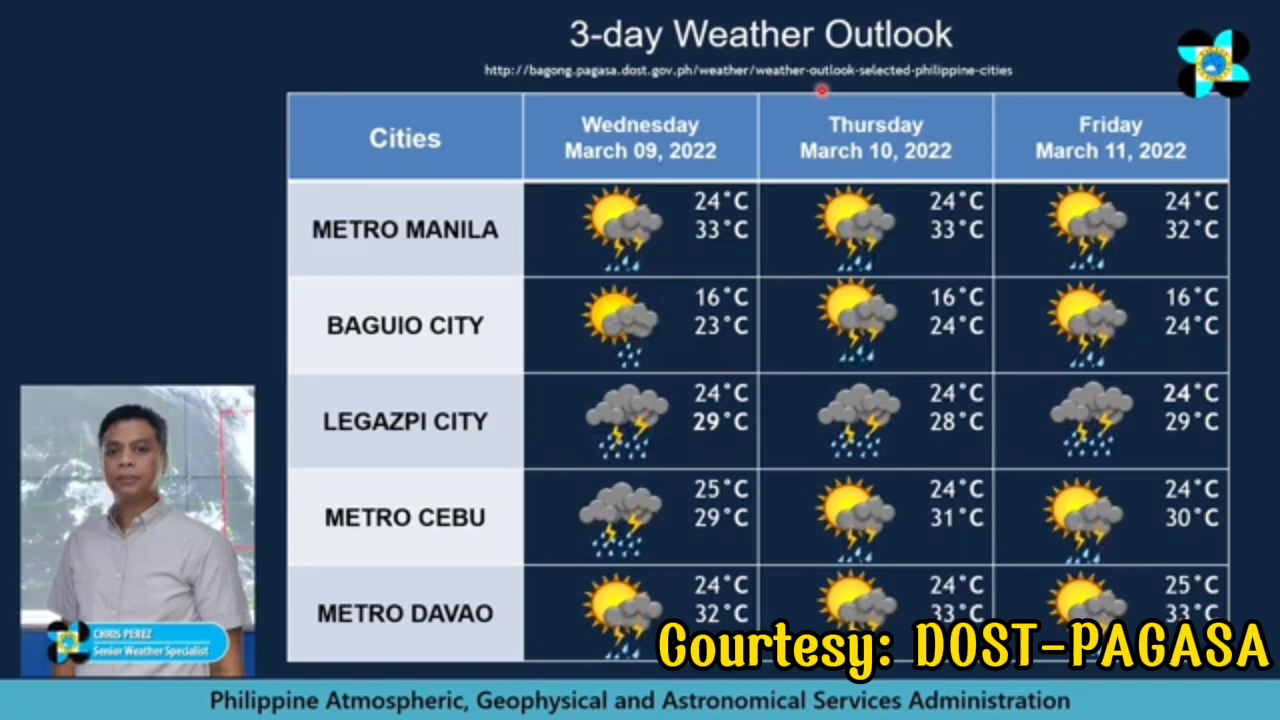 3-day Weather Outlook
http://bagong.pagasa.dost.gov.ph/weather/weather-outlook-selected-philippine-cities
Cities
Wednesday
March 09, 2022
Thursday
March 10, 2022
Friday
March 11, 2022
METRO MANILA
24°C
33°C
24°C
33°C
24°C
32°C
BAGUIO CITY
16°C
23°C
16°C
24°C
16°C
24°C
LEGAZPI CITY
24°C
29°C
24°C
28°C
24°C
29°C
METRO CEBU
25°C
29°C
24°C
31°C
24°C
30°C
METRO DAVAO
24°C
32°C
24°C
33°C
25°C
33°C
CHRIS PEREZ
Senior Weather Specialist
Courtesy: DOST-PAGASA
Philippine Atmospheric, Geophysical and Astronomical Services Administration